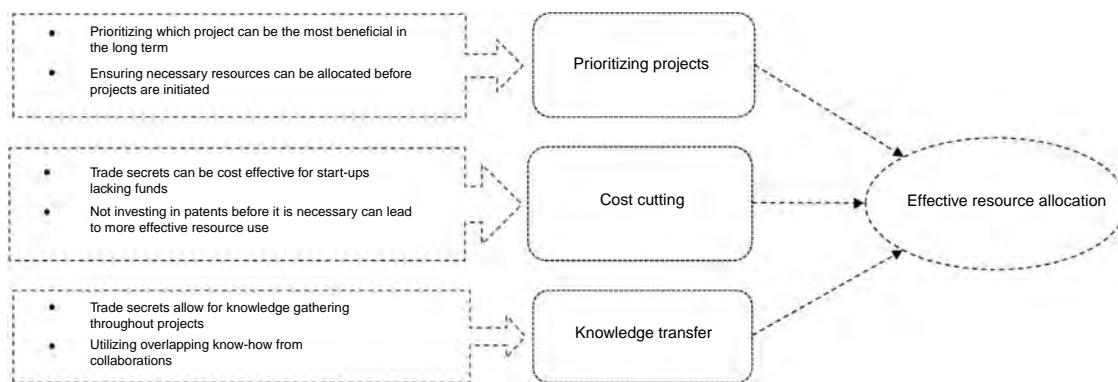 • Prioritizing which project can be the most beneficial in
the long term
• Ensuring necessary resources can be allocated before
projects are initiated
Prioritizing projects
• Trade secrets can be cost effective for start-ups
lacking funds
• Not investing in patents before it is necessary can lead
to more effective resource use
Cost cutting
Effective resource allocation
• Trade secrets allow for knowledge gathering
throughout projects
• Utilizing overlapping know-how from
collaborations
Knowledge transfer